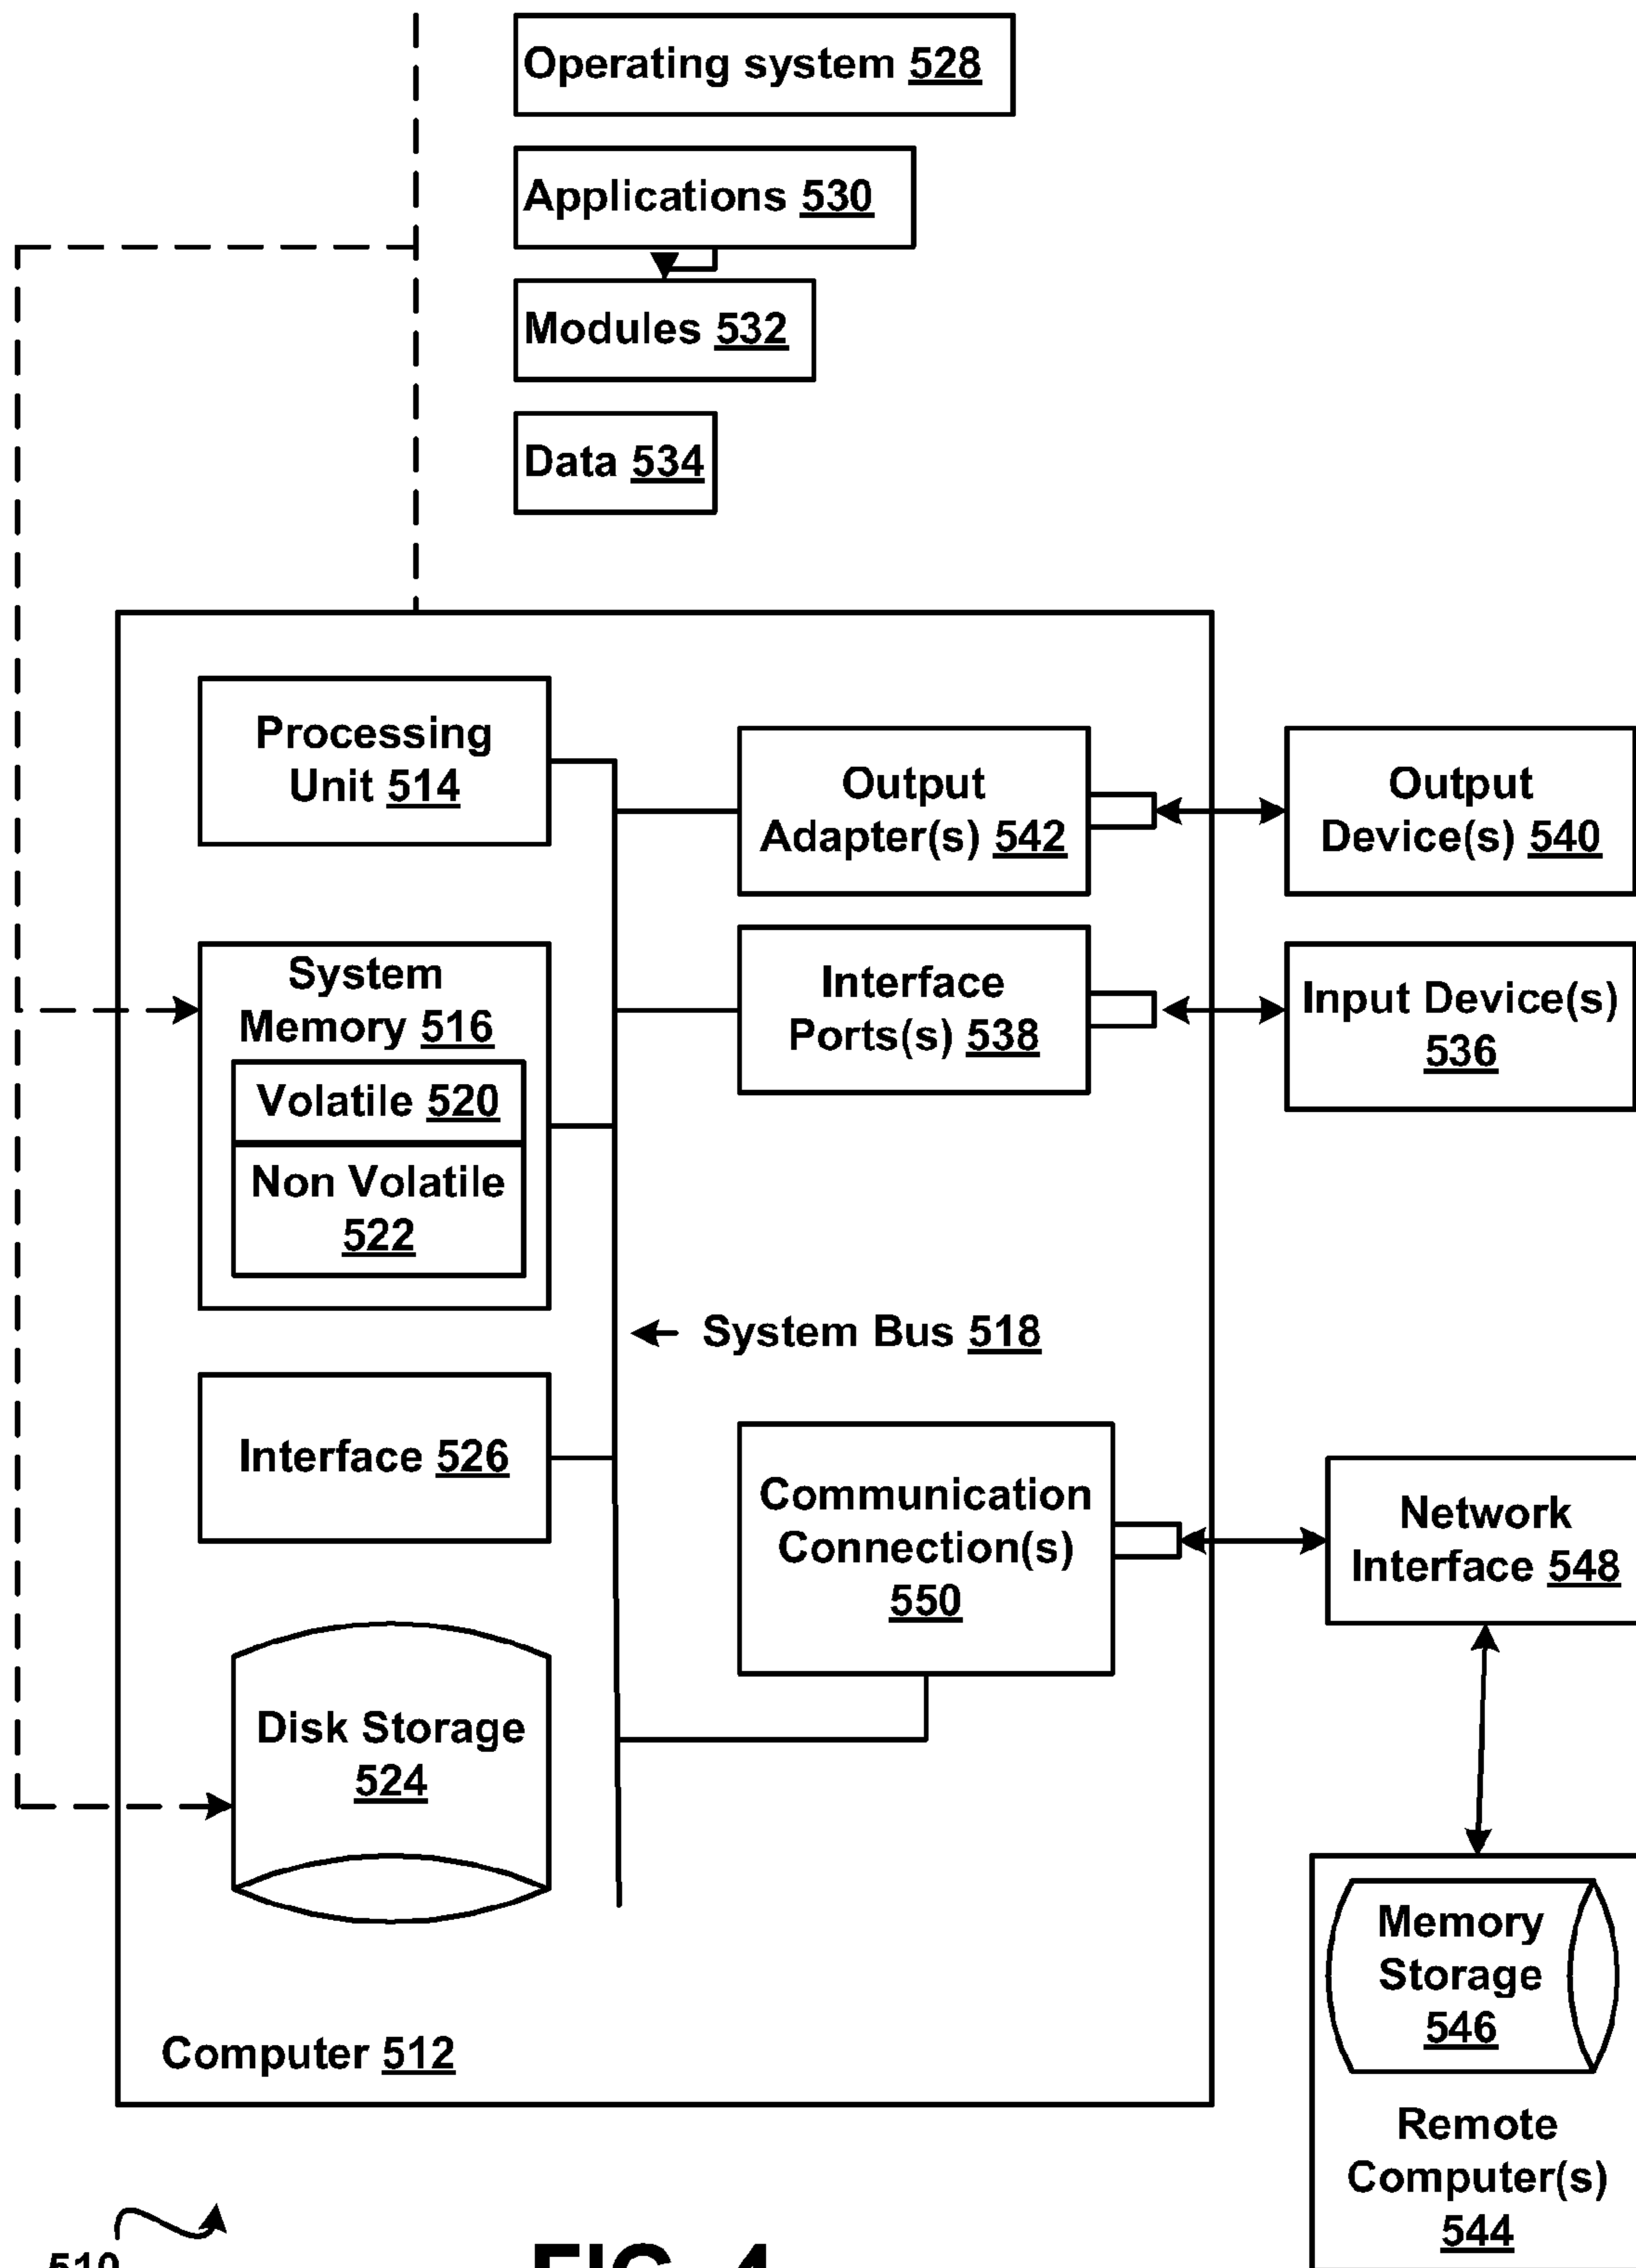 Operating system 528
Applications 530
Modules 532
Data 534
Processing
Unit 514
Output
Adapter(s) 542
Output
Device(s) 540
System
Memory 516
Volatile 520
Non Volatile
522
Interface
Ports(s) 538
Input Device(s)
536
System Bus 518
Interface 526
Communication
Connection(s)
550
Network
Interface 548
Disk Storage
524
Memory
Storage
546
Computer 512
Remote
Computer(s)
544
510
FIG. 4